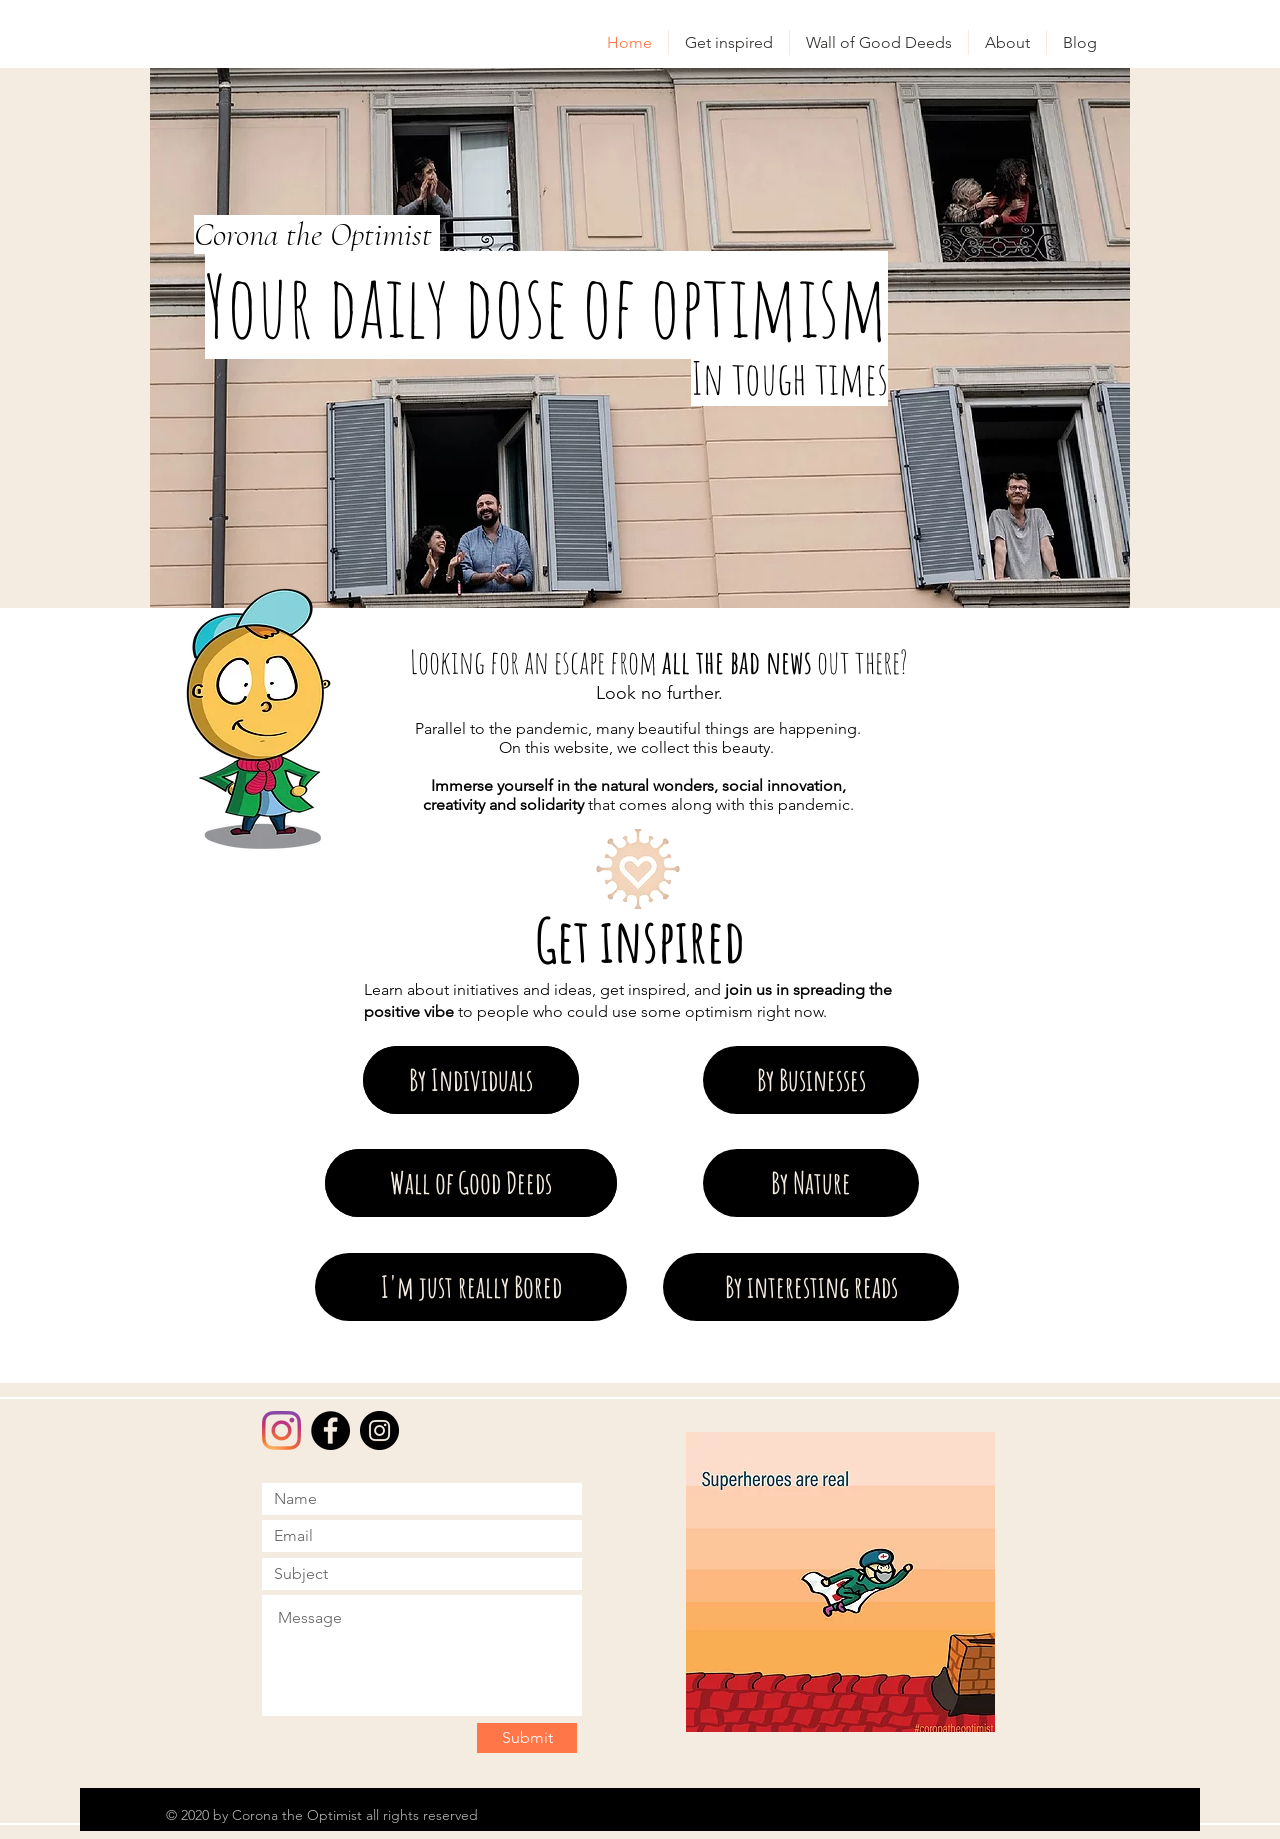 Home
Get inspired
Wall of Good Deeds
About
Blog
Corona the Optimist
Your daily dose of optimism
In tough times
Looking for an escape from all the bad news out there?
Look no further.
Parallel to the pandemic, many beautiful things are happening.
On this website, we collect this beauty.
Immerse yourself in the natural wonders, social innovation,
creativity and solidarity that comes along with this pandemic.
Get inspired
Learn about initiatives and ideas, get inspired, and join us in spreading the
positive vibe to people who could use some optimism right now.
By Individuals
By Businesses
Wall of Good Deeds
By Nature
I'm just really Bored
By interesting reads
Name
Email
Subject
Message
Submit
Superheroes are real
#coronatheoptimist
© 2020 by Corona the Optimist all rights reserved